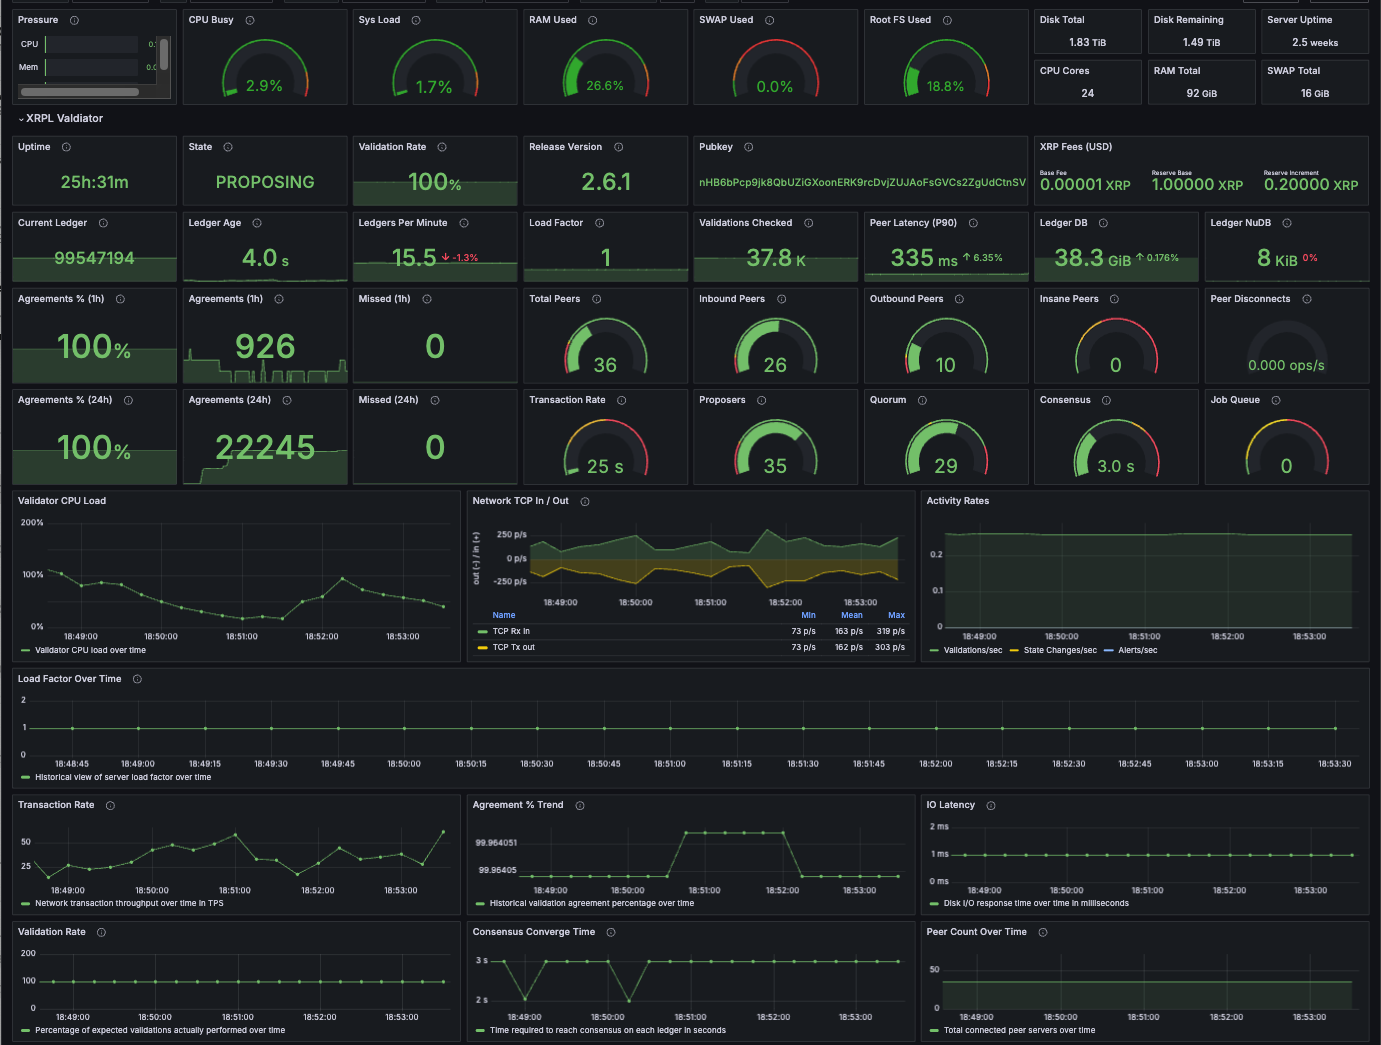 Pressure
CPU
0.
Mem
0.0
CPU Busy
2.9%
Sys Load
1.7%
RAM Used
26.6%
SWAP Used
0.0%
Root FS Used
18.8%
Disk Total
1.83 TiB
Disk Remaining
1.49 TiB
Server Uptime
2.5 weeks
CPU Cores
24
RAM Total
92 GiB
SWAP Total
16 GiB
XRPL Valdiator
Uptime
25h:31m
State
PROPOSING
Validation Rate
100%
Release Version
2.6.1
Pubkey
nHB6bPcp9jk8QbUZiGXoonERK9rcDvjZUJAoFsGVCs2ZgUdCtnSV
XRP Fees (USD)
Base Fee
0.00001 XRP
Reserve Base
1.00000 XRP
Reserve Increment
0.20000 XRP
Current Ledger
99547194
Ledger Age
4.0 s
Ledgers Per Minute
15.5 -1.3%
Load Factor
1
Validations Checked
37.8 K
Peer Latency (P90)
335 ms 6.35%
Ledger DB
38.3 GiB 0.176%
Ledger NuDB
8 KiB 0%
Agreements % (1h)
100%
Agreements (1h)
926
Missed (1h)
0
Total Peers
36
Inbound Peers
26
Outbound Peers
10
Insane Peers
0
Peer Disconnects
0.000 ops/s
Agreements % (24h)
100%
Agreements (24h)
22245
Missed (24h)
0
Transaction Rate
25 s
Proposers
35
Quorum
29
Consensus
3.0 s
Job Queue
0
Validator CPU Load
200%
100%
0%
18:49:00 18:50:00 18:51:00 18:52:00 18:53:00
Validator CPU load over time
Network TCP In / Out
out (-) / in (+)
250 p/s
0 p/s
-250 p/s
18:49:00 18:50:00 18:51:00 18:52:00 18:53:00
Name Min Mean Max
TCP Rx In 73 p/s 163 p/s 319 p/s
TCP Tx out 73 p/s 162 p/s 303 p/s
Activity Rates
0.2
0.1
0
18:49:00 18:50:00 18:51:00 18:52:00 18:53:00
Validations/sec State Changes/sec Alerts/sec
Load Factor Over Time
2
1
0
18:48:45 18:49:00 18:49:15 18:49:30 18:49:45 18:50:00 18:50:15 18:50:30 18:50:45 18:51:00 18:51:15 18:51:30 18:51:45 18:52:00 18:52:15 18:52:30 18:52:45 18:53:00 18:53:15 18:53:30
Historical view of server load factor over time
Transaction Rate
50
25
18:49:00 18:50:00 18:51:00 18:52:00 18:53:00
Network transaction throughput over time in TPS
Agreement % Trend
99.964051
99.96405
18:49:00 18:50:00 18:51:00 18:52:00 18:53:00
Historical validation agreement percentage over time
IO Latency
2 ms
1 ms
0 ms
18:49:00 18:50:00 18:51:00 18:52:00 18:53:00
Disk I/O response time over time in milliseconds
Validation Rate
200
100
0
18:49:00 18:50:00 18:51:00 18:52:00 18:53:00
Percentage of expected validations actually performed over time
Consensus Converge Time
3 s
2 s
18:49:00 18:50:00 18:51:00 18:52:00 18:53:00
Time required to reach consensus on each ledger in seconds
Peer Count Over Time
50
0
18:49:00 18:50:00 18:51:00 18:52:00 18:53:00
Total connected peer servers over time